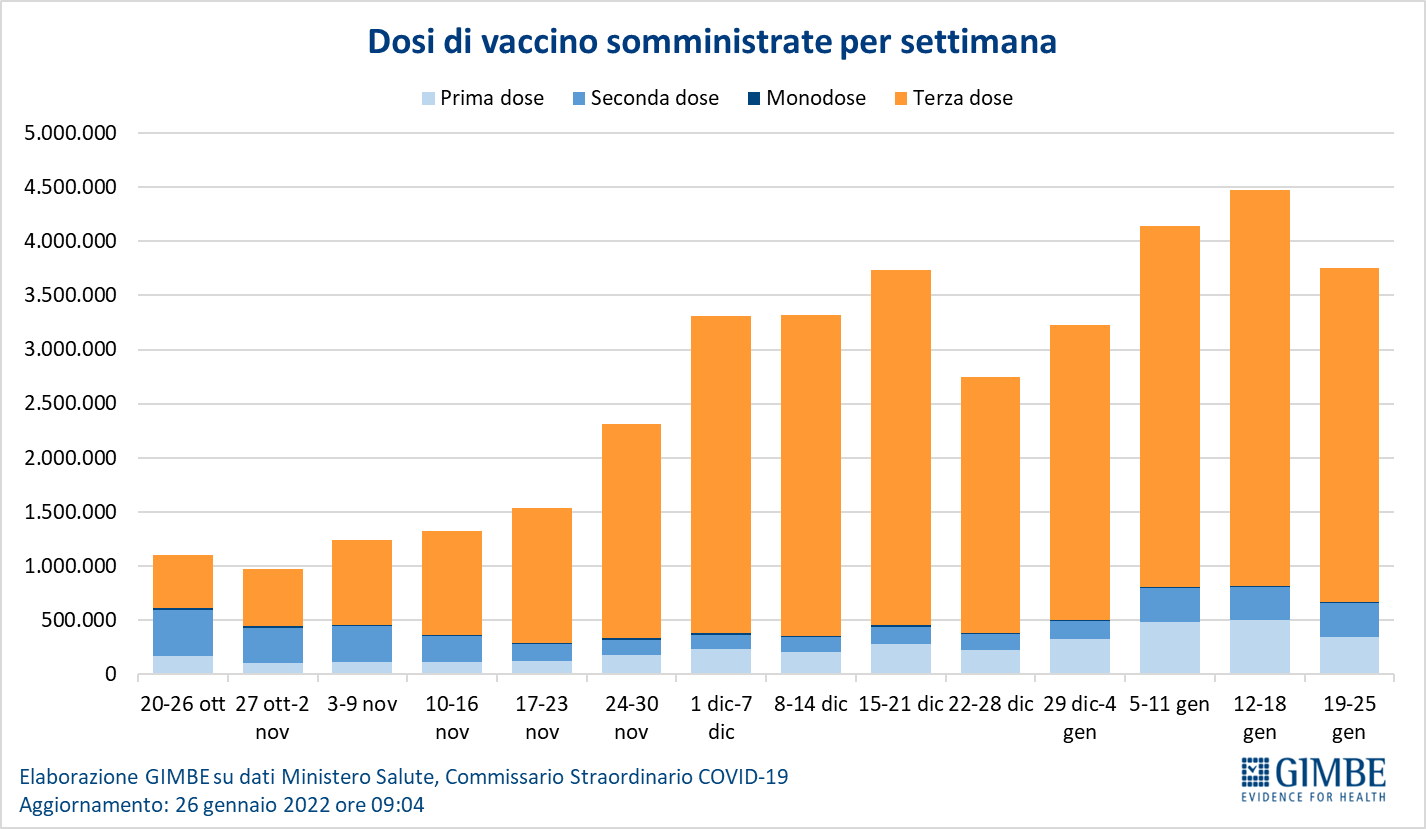 Dosi di vaccino somministrate per settimana
Prima dose Seconda dose Monodose Terza dose
5.000.000
4.500.000
4.000.000
3.500.000
3.000.000
2.500.000
2.000.000
1.500.000
1.000.000
500.000
0
20-26 ott 27 ott-2 3-9 nov 10-16 17-23 24-30 1 dic-7 8-14 dic 15-21 dic 22-28 dic 29 dic-4 5-11 gen 12-18 19-25
nov nov nov nov dic gen gen gen
Elaborazione GIMBE su dati Ministero Salute, Commissario Straordinario COVID-19
Aggiornamento: 26 gennaio 2022 ore 09:04
GIMBE
EVIDENCE FOR HEALTH